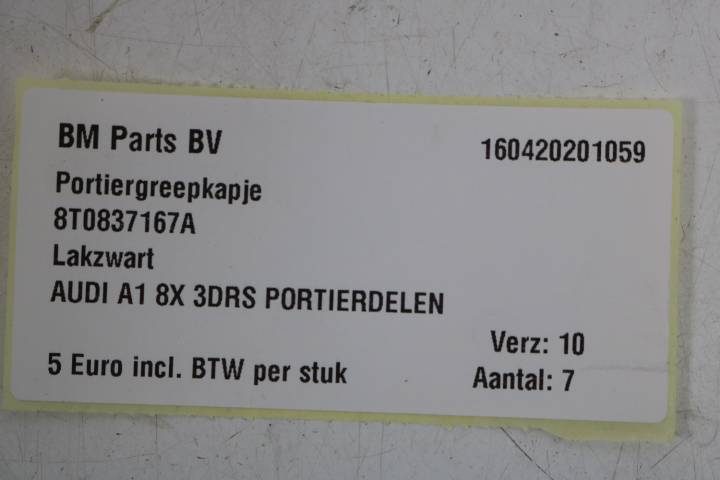 BM Parts BV 160420201059
Portiergreepkapje
8T0837167A
Lakzwart
AUDI A1 8X 3DRS PORTIERDELEN
Verz: 10
5 Euro incl. BTW per stuk Aantal: 7